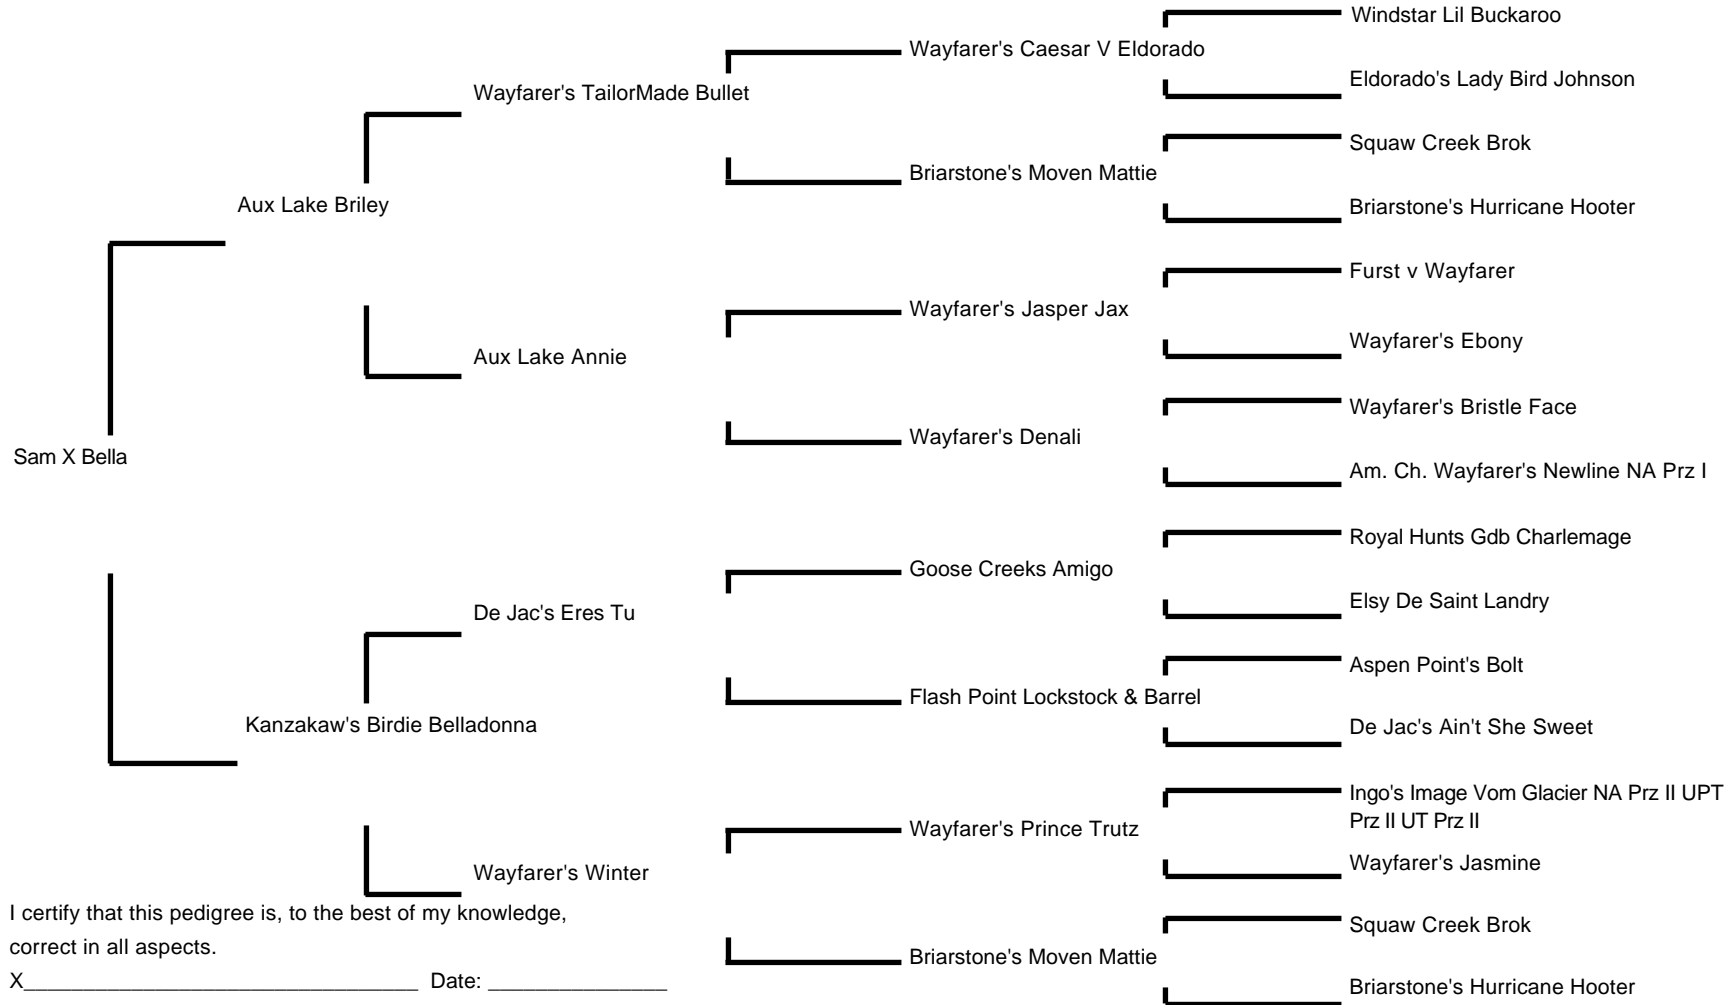 Windstar Lil Buckaroo
Wayfarer's Caesar V Eldorado
Eldorado's Lady Bird Johnson
Wayfarer's TailorMade Bullet
Squaw Creek Brok
Briarstone's Moven Mattie
Briarstone's Hurricane Hooter
Aux Lake Briley
Furst v Wayfarer
Wayfarer's Jasper Jax
Wayfarer's Ebony
Aux Lake Annie
Wayfarer's Bristle Face
Wayfarer's Denali
Am. Ch. Wayfarer's Newline NA Prz I
Sam X Bella
Royal Hunts Gdb Charlemage
Goose Creeks Amigo
Elsy De Saint Landry
De Jac's Eres Tu
Aspen Point's Bolt
Flash Point Lockstock & Barrel
De Jac's Ain't She Sweet
Kanzakaw's Birdie Belladonna
Ingo's Image Vom Glacier NA Prz II UPT
Prz II UT Prz II
Wayfarer's Prince Trutz
Wayfarer's Jasmine
Wayfarer's Winter
Squaw Creek Brok
Briarstone's Moven Mattie
Briarstone's Hurricane Hooter
I certify that this pedigree is, to the best of my knowledge,
correct in all aspects.
X_________________________________ Date: _______________